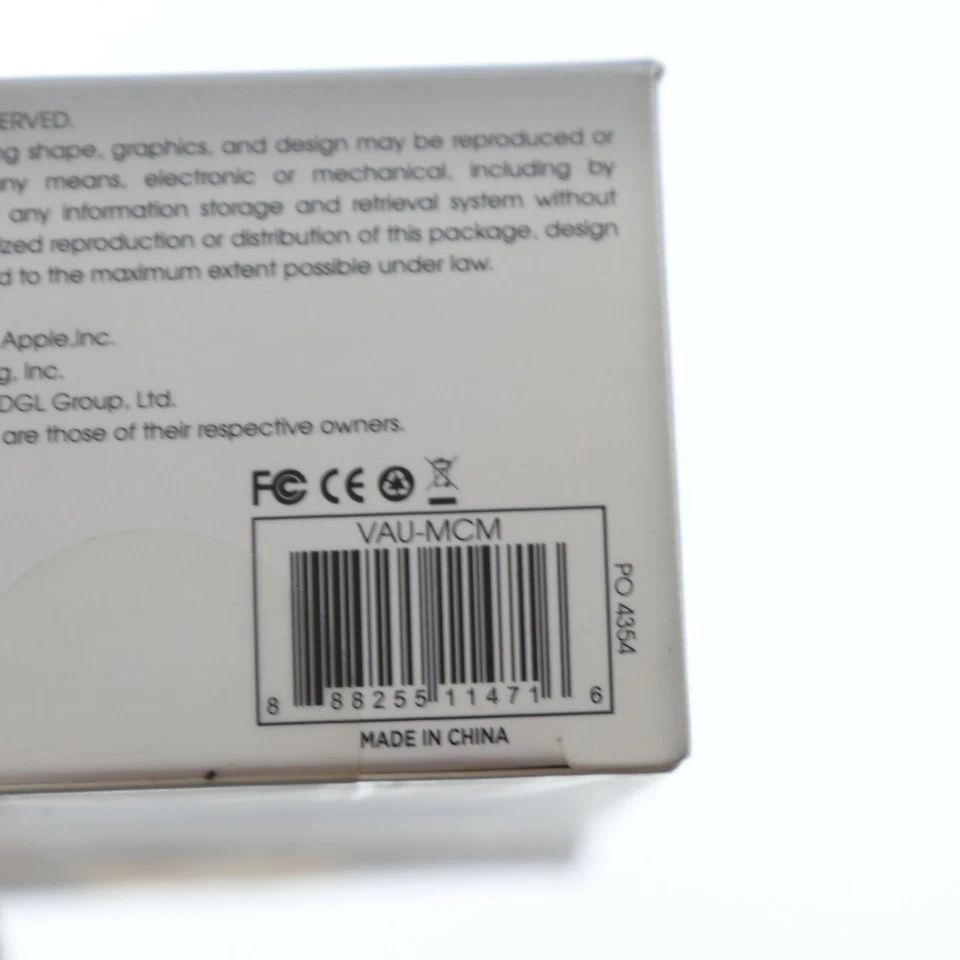 ERVED.
ng shape, graphics, and design may be reproduced or
any means, electronic or mechanical, including by
any information storage and retrieval system without
ized reproduction or distribution of this package, design
d to the maximum extent possible under law.
Apple,Inc.
g, Inc.
DGL Group, Ltd.
are those of their respective owners.
FC CE
VAU-MCM
8 88255 11471 6
PO 4354
MADE IN CHINA